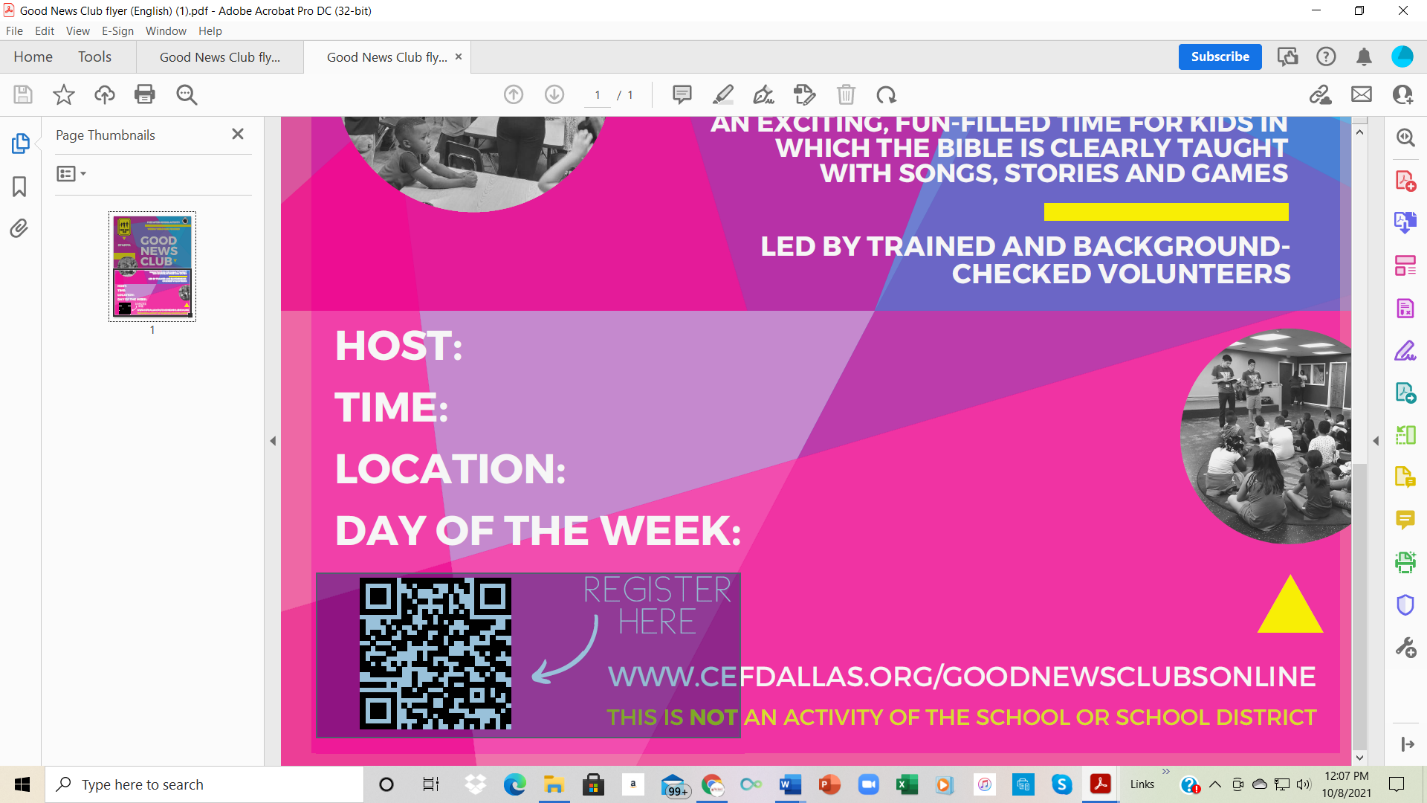 Good News Club flyer (English) (1).pdf - Adobe Acrobat Pro DC (32-bit)
File Edit View E-Sign Window Help
Home Tools Good News Club fly... Good News Club fly... × Subscribe
1 / 1
Page Thumbnails
GOOD
NEWS
CLUB
1
AN EXCITING, FUN-FILLED TIME FOR KIDS IN
WHICH THE BIBLE IS CLEARLY TAUGHT
WITH SONGS, STORIES AND GAMES
LED BY TRAINED AND BACKGROUND-
CHECKED VOLUNTEERS
HOST:
TIME:
LOCATION:
DAY OF THE WEEK:
REGISTER
HERE
WWW.CEFDALLAS.ORG/GOODNEWSCLUBSONLINE
THIS IS NOT AN ACTIVITY OF THE SCHOOL OR SCHOOL DISTRICT
Type here to search
a
99+
Links
12:07 PM
10/8/2021